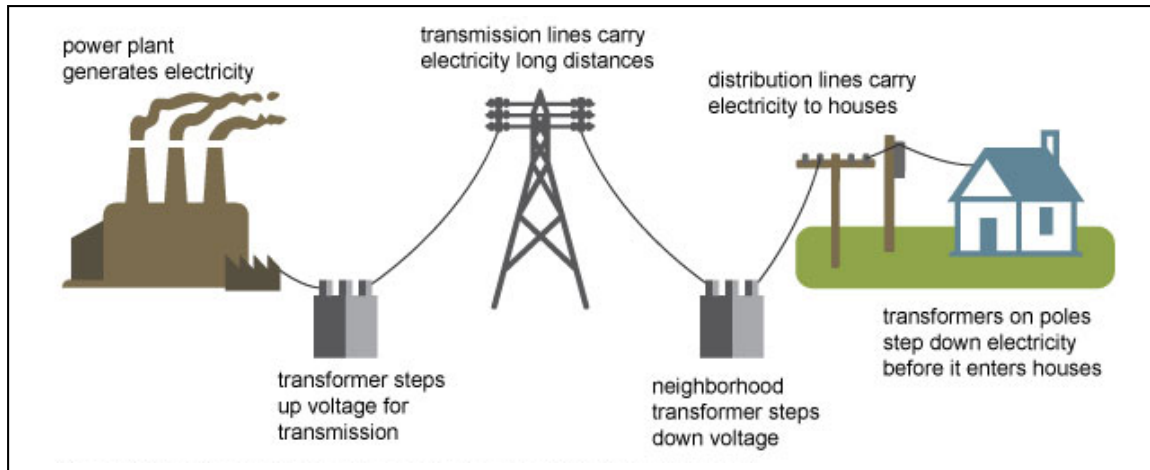 power plant
generates electricity
transmission lines carry
electricity long distances
distribution lines carry
electricity to houses
transformer steps
up voltage for
transmission
neighborhood
transformer steps
down voltage
transformers on poles
step down electricity
before it enters houses